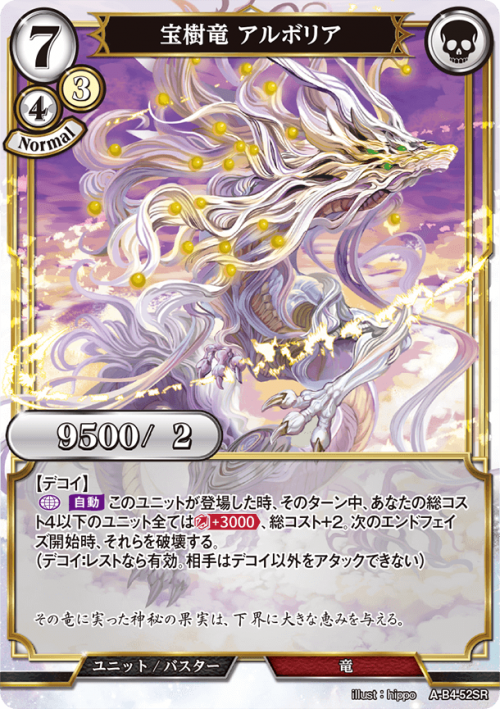 7
宝樹竜 アルボリア
4
3
Normal
9500/ 2
【デコイ】
自動 このユニットが登場した時、そのターン中、あなたの総コス
ト4以下のユニット全ては +3000 、総コスト+2。次のエンドフェイ
ズ開始時、それらを破壊する。
(デコイ:レストなら有効。相手はデコイ以外をアタックできない)
その竜に実った神秘の果実は、下界に大きな恵みを与える。
ユニット / バスター
竜
illust : hippo A-B4-52SR